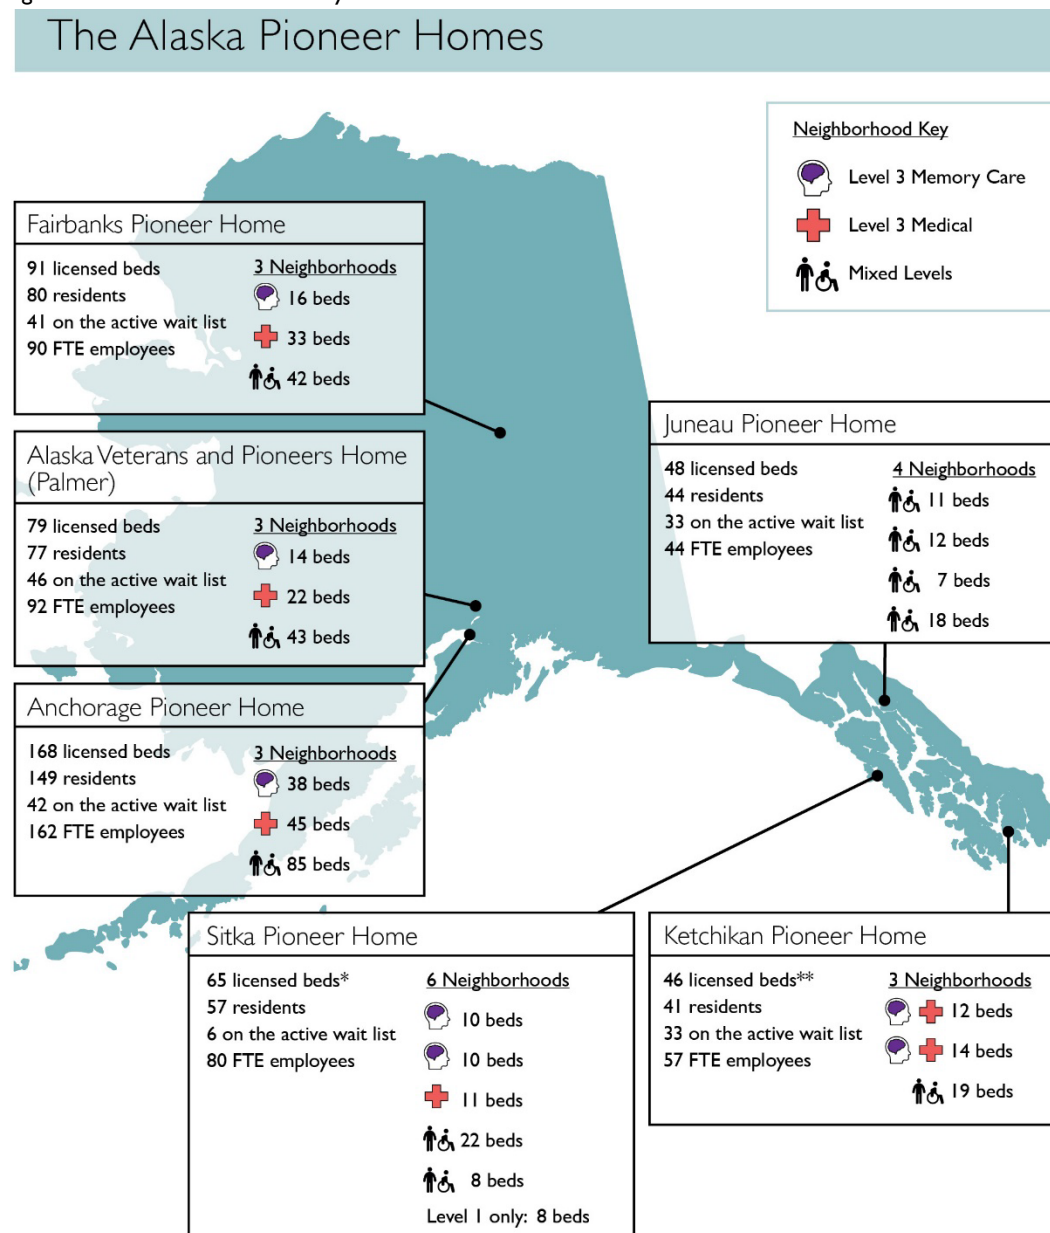 The Alaska Pioneer Homes
Neighborhood Key
Level 3 Memory Care
Level 3 Medical
Mixed Levels
Fairbanks Pioneer Home
91 licensed beds
80 residents
41 on the active wait list
90 FTE employees
3 Neighborhoods
16 beds
33 beds
42 beds
Alaska Veterans and Pioneers Home
(Palmer)
79 licensed beds
77 residents
46 on the active wait list
92 FTE employees
3 Neighborhoods
14 beds
22 beds
43 beds
Anchorage Pioneer Home
168 licensed beds
149 residents
42 on the active wait list
162 FTE employees
3 Neighborhoods
38 beds
45 beds
85 beds
Juneau Pioneer Home
48 licensed beds
44 residents
33 on the active wait list
44 FTE employees
4 Neighborhoods
11 beds
12 beds
7 beds
18 beds
Sitka Pioneer Home
65 licensed beds*
57 residents
6 on the active wait list
80 FTE employees
6 Neighborhoods
10 beds
10 beds
11 beds
22 beds
8 beds
Level 1 only: 8 beds
Ketchikan Pioneer Home
46 licensed beds**
41 residents
33 on the active wait list
57 FTE employees
3 Neighborhoods
12 beds
14 beds
19 beds